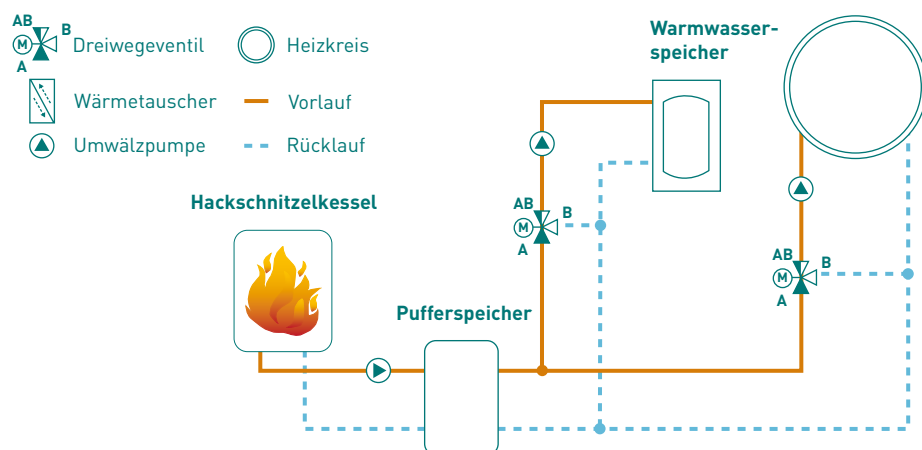 AB
B
M
A
Dreiwegeventil
Heizkreis
Wärmetauscher
Vorlauf
Umwälzpumpe
Rücklauf
Warmwasser-
speicher
Hackschnitzelkessel
AB
B
M
A
AB
B
M
A
Pufferspeicher